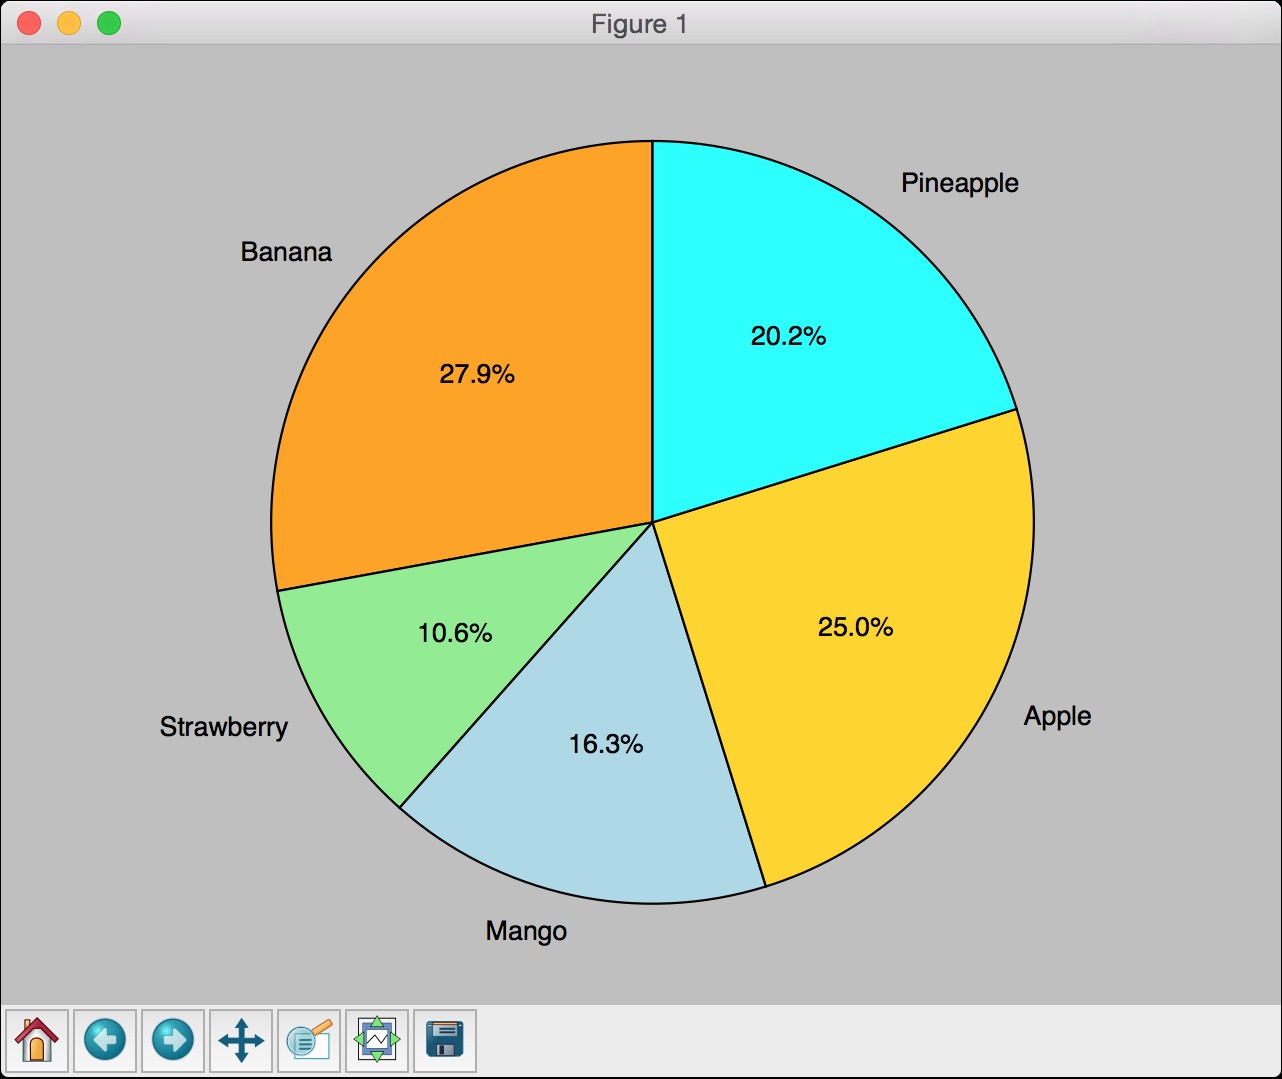 Figure 1
Pineapple
Banana
20.2%
27.9%
25.0%
10.6%
Apple
Strawberry
16.3%
Mango